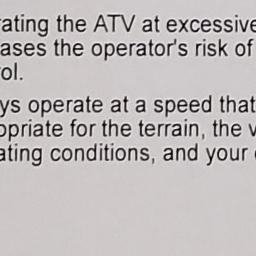 rating the ATV at excessive
ases the operator's risk of
ol.
ys operate at a speed that
opriate for the terrain, the v
ating conditions, and your